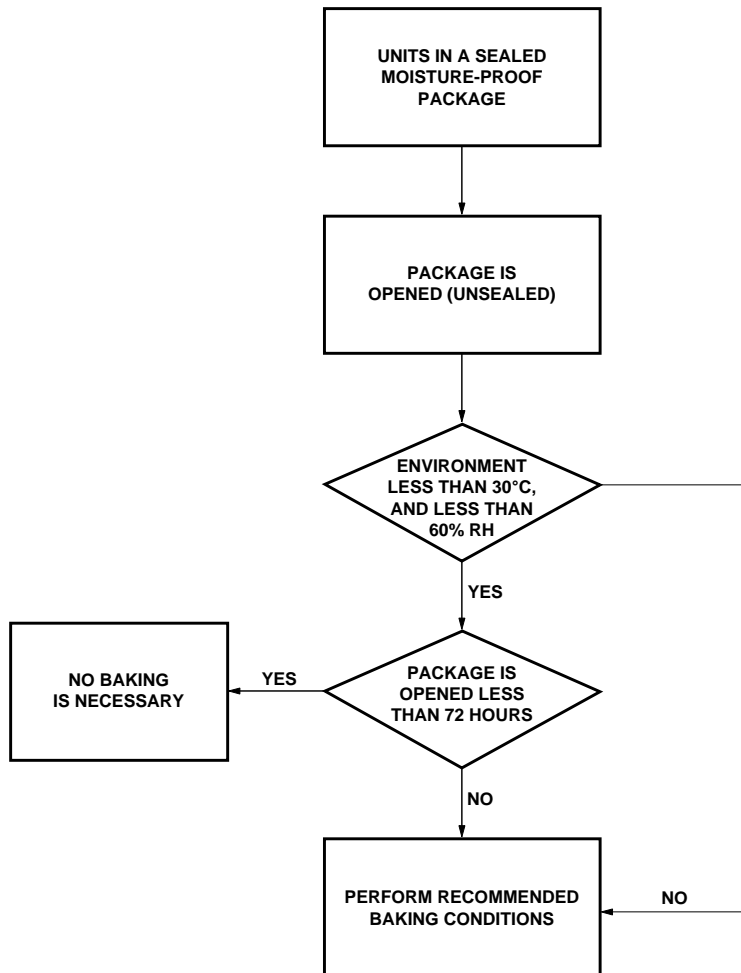 UNITS IN A SEALED
MOISTURE-PROOF
PACKAGE
PACKAGE IS
OPENED (UNSEALED)
ENVIRONMENT
LESS THAN 30°C,
AND LESS THAN
60% RH
YES
NO BAKING
IS NECESSARY
YES
PACKAGE IS
OPENED LESS
THAN 72 HOURS
NO
PERFORM RECOMMENDED
BAKING CONDITIONS
NO